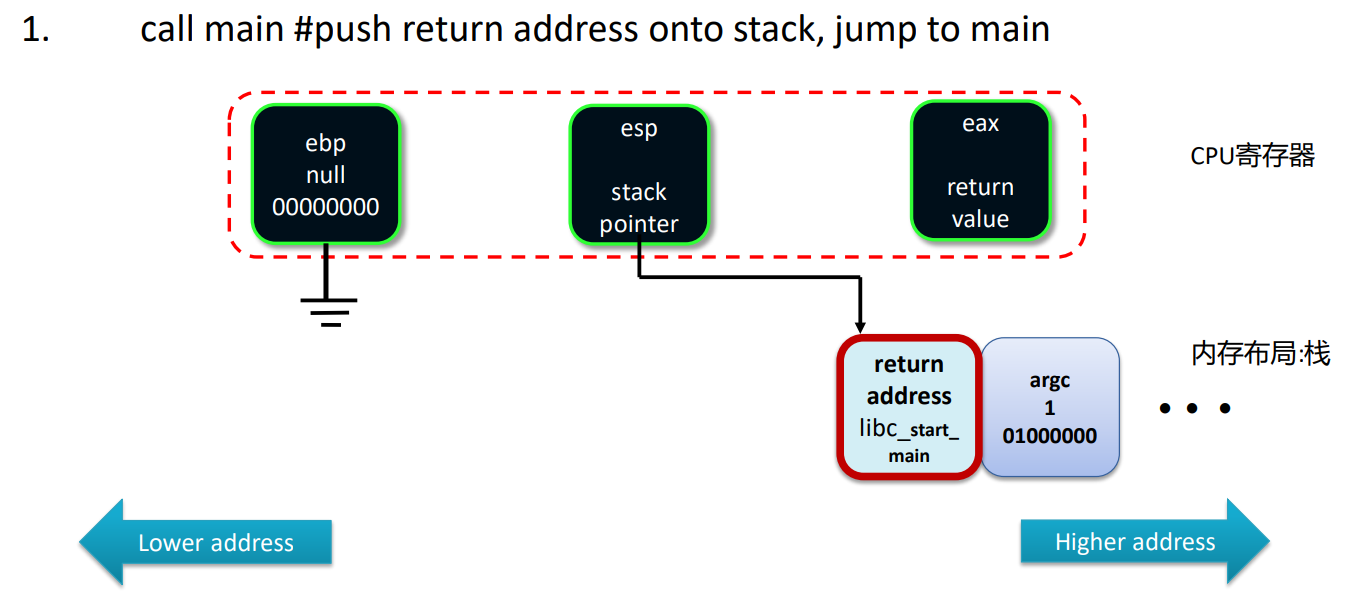 1. call main #push return address onto stack, jump to main
ebp
null
00000000
esp
stack
pointer
eax
return
value
CPU寄存器
return
address
libc_start_
main
argc
1
01000000
内存布局:栈
• • •
Lower address
Higher address